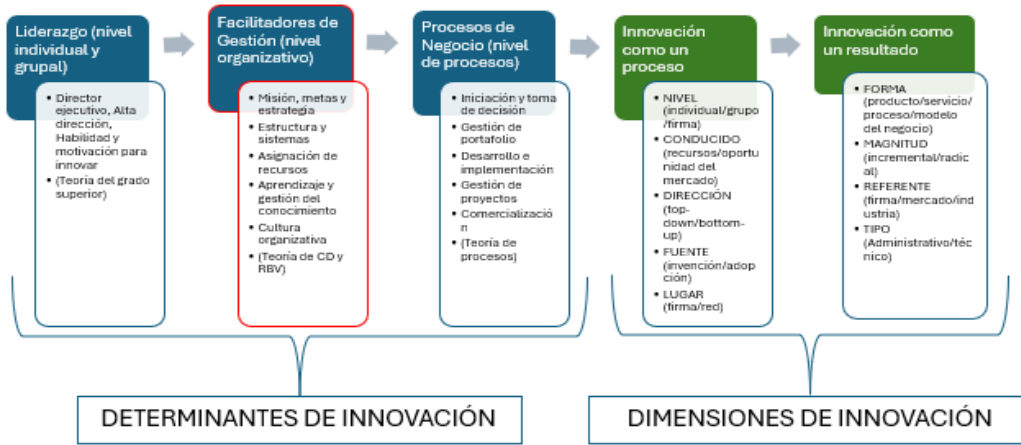 Liderazgo (nivel
individual y
grupal)
• Director
ejecutivo, Alta
dirección,
Habilidad y
motivación para
innovar
• (Teoría del grado
superior)
Facilitadores de
Gestión (nivel
organizativo)
• Misión, metas y
estrategia
• Estructura y
sistemas
• Asignación de
recursos
• Aprendizaje y
gestión del
conocimiento
• Cultura
organizativa
• (Teoría de CD y
RBV)
Procesos de
Negocio (nivel
de procesos)
• Iniciación y toma
de decisión
• Gestión de
portafolio
• Desarrollo e
implementación
• Gestión de
proyectos
• Comercializació
n
• (Teoría de
procesos)
Innovación
como un
proceso
• NIVEL
(individual/grupo
/firma)
• CONDUCIDO
(recursos/oportu
nidad del
mercado)
• DIRECCIÓN
(top-
down/bottom-
up)
• FUENTE
(invención/adop
ción)
• LUGAR
(firma/red)
Innovación como
un resultado
• FORMA
(producto/servicio/
proceso/modelo
del negocio)
• MAGNITUD
(incremental/radic
al)
• REFERENTE
(firma/mercado/ind
ustria)
• TIPO
(Administrativo/téc
nico)
DETERMINANTES DE INNOVACIÓN
DIMENSIONES DE INNOVACIÓN